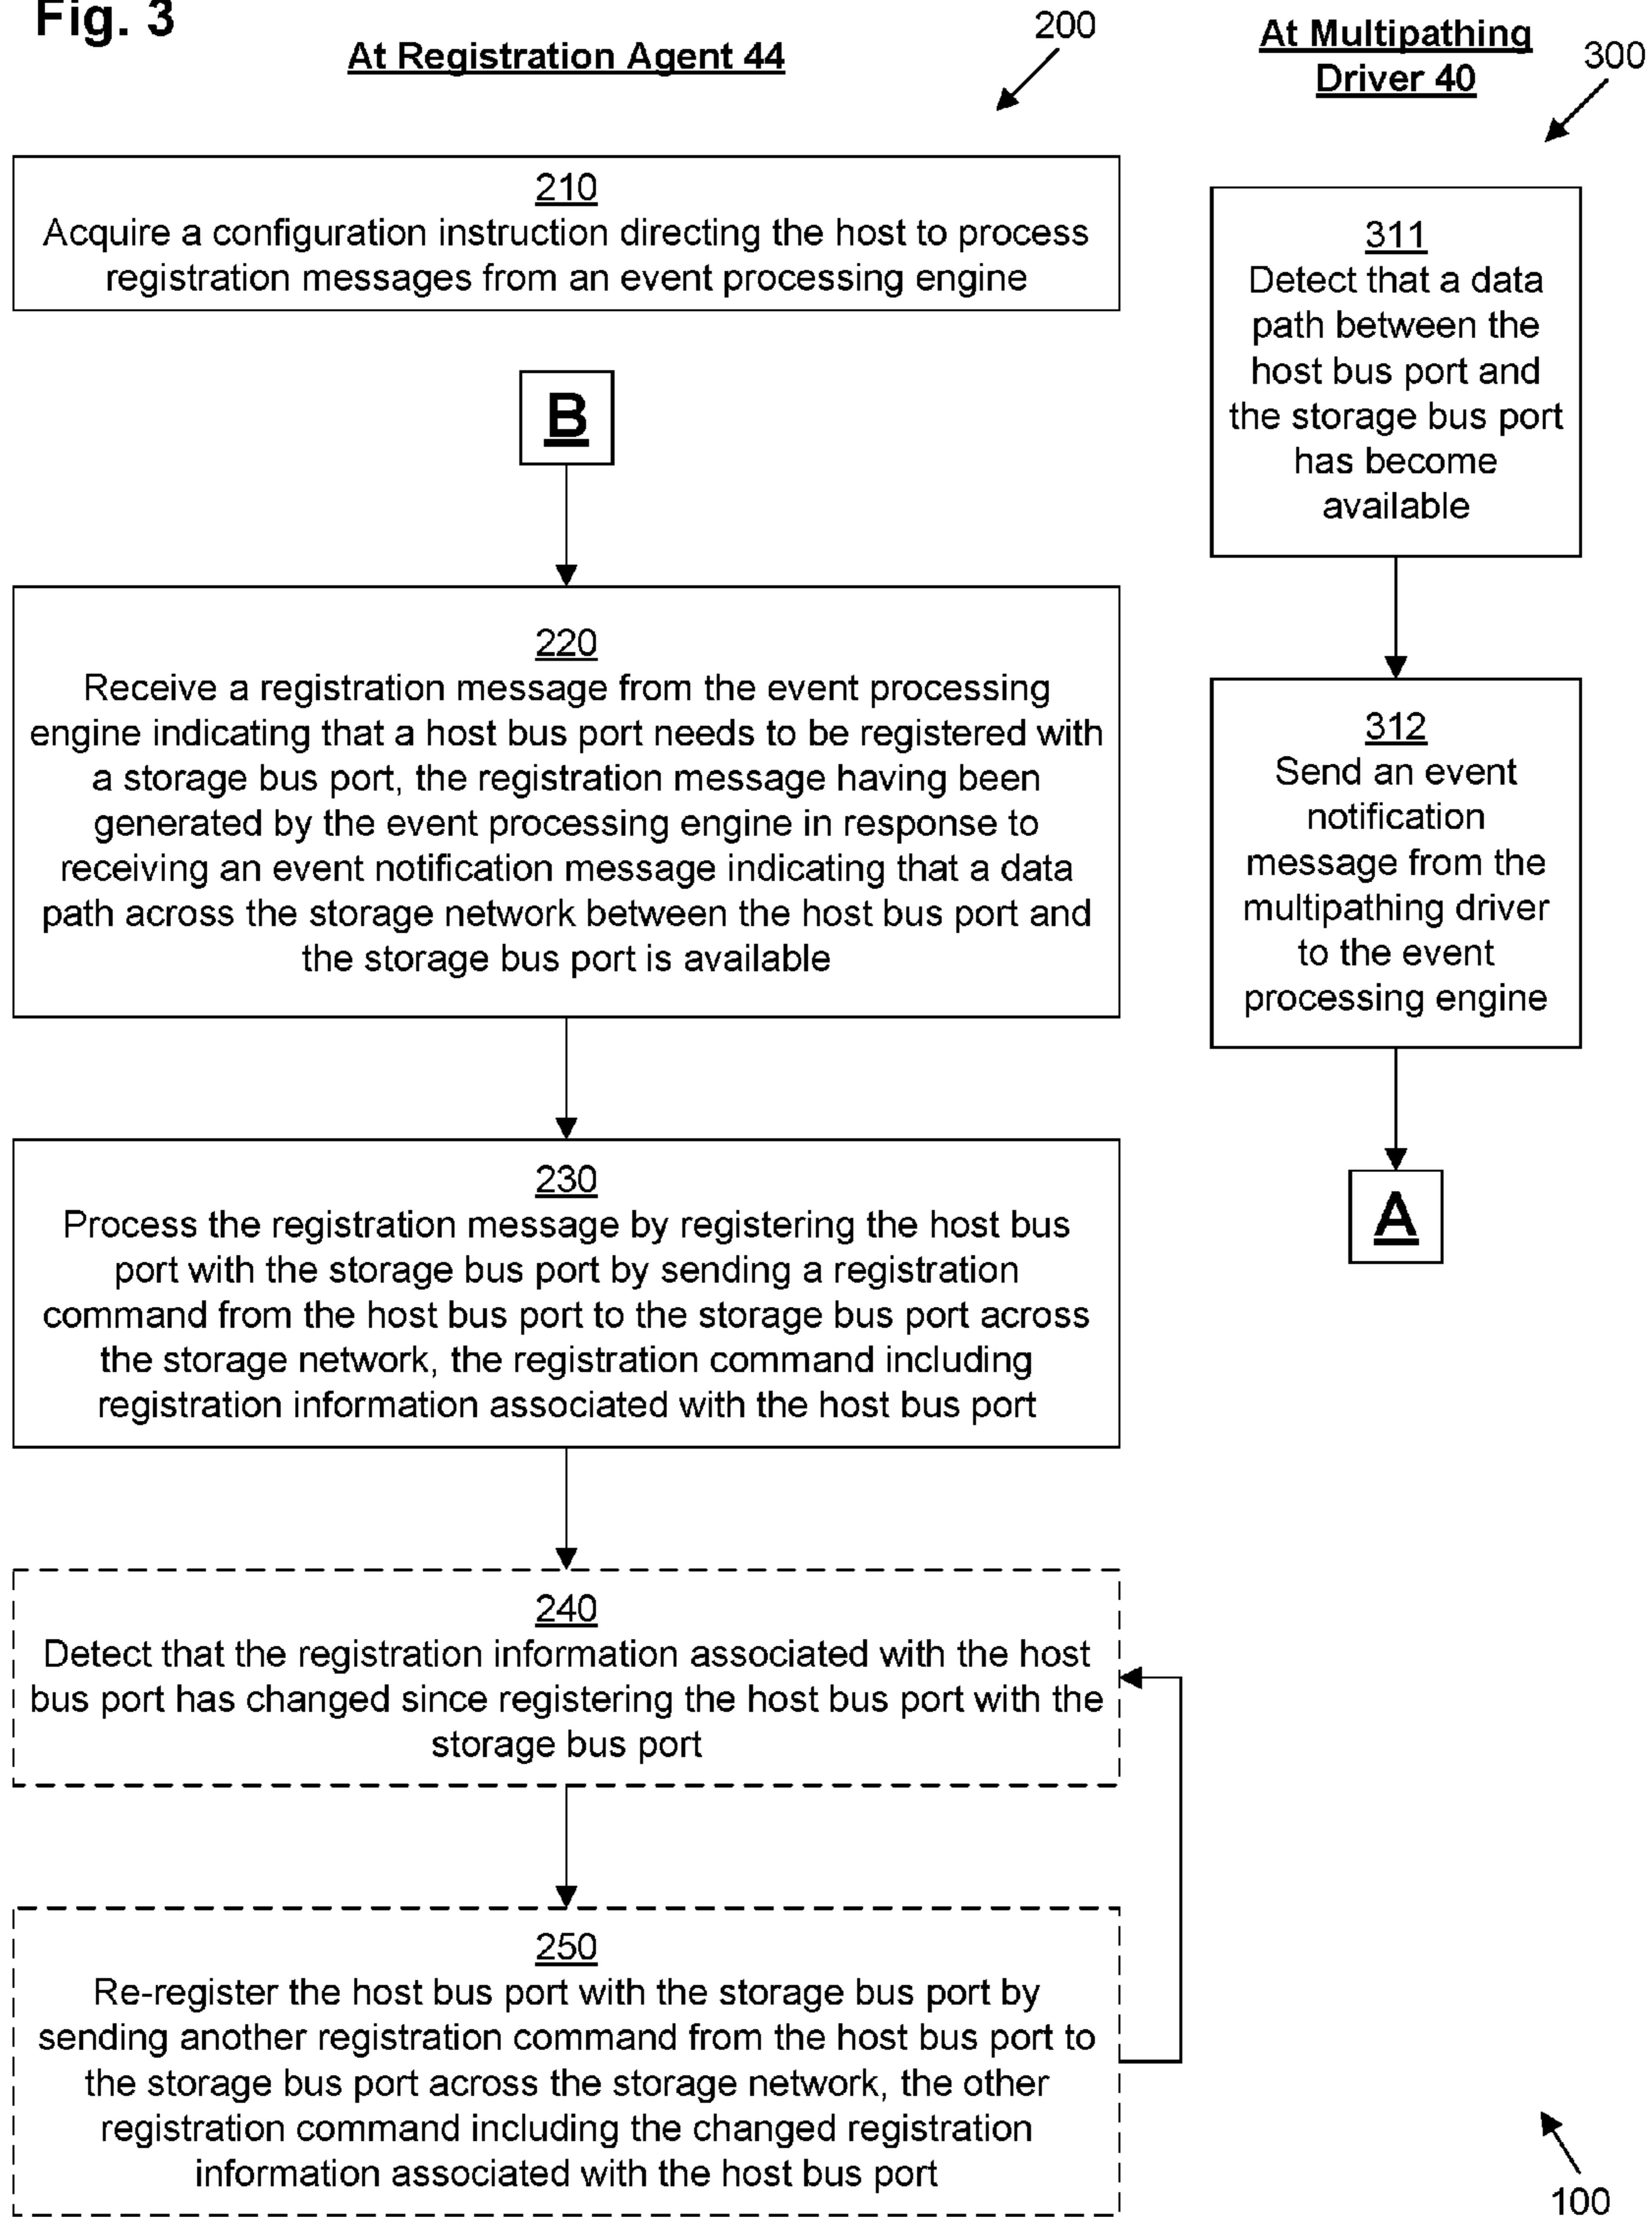 Fig. 3
At Registration Agent 44
200
At Multipathing
Driver 40
300
210
Acquire a configuration instruction directing the host to process
registration messages from an event processing engine
B
220
Receive a registration message from the event processing
engine indicating that a host bus port needs to be registered with
a storage bus port, the registration message having been
generated by the event processing engine in response to
receiving an event notification message indicating that a data
path across the storage network between the host bus port and
the storage bus port is available
230
Process the registration message by registering the host bus
port with the storage bus port by sending a registration
command from the host bus port to the storage bus port across
the storage network, the registration command including
registration information associated with the host bus port
240
Detect that the registration information associated with the host
bus port has changed since registering the host bus port with the
storage bus port
250
Re-register the host bus port with the storage bus port by
sending another registration command from the host bus port to
the storage bus port across the storage network, the other
registration command including the changed registration
information associated with the host bus port
311
Detect that a data
path between the
host bus port and
the storage bus port
has become
available
312
Send an event
notification
message from the
multipathing driver
to the event
processing engine
A
100